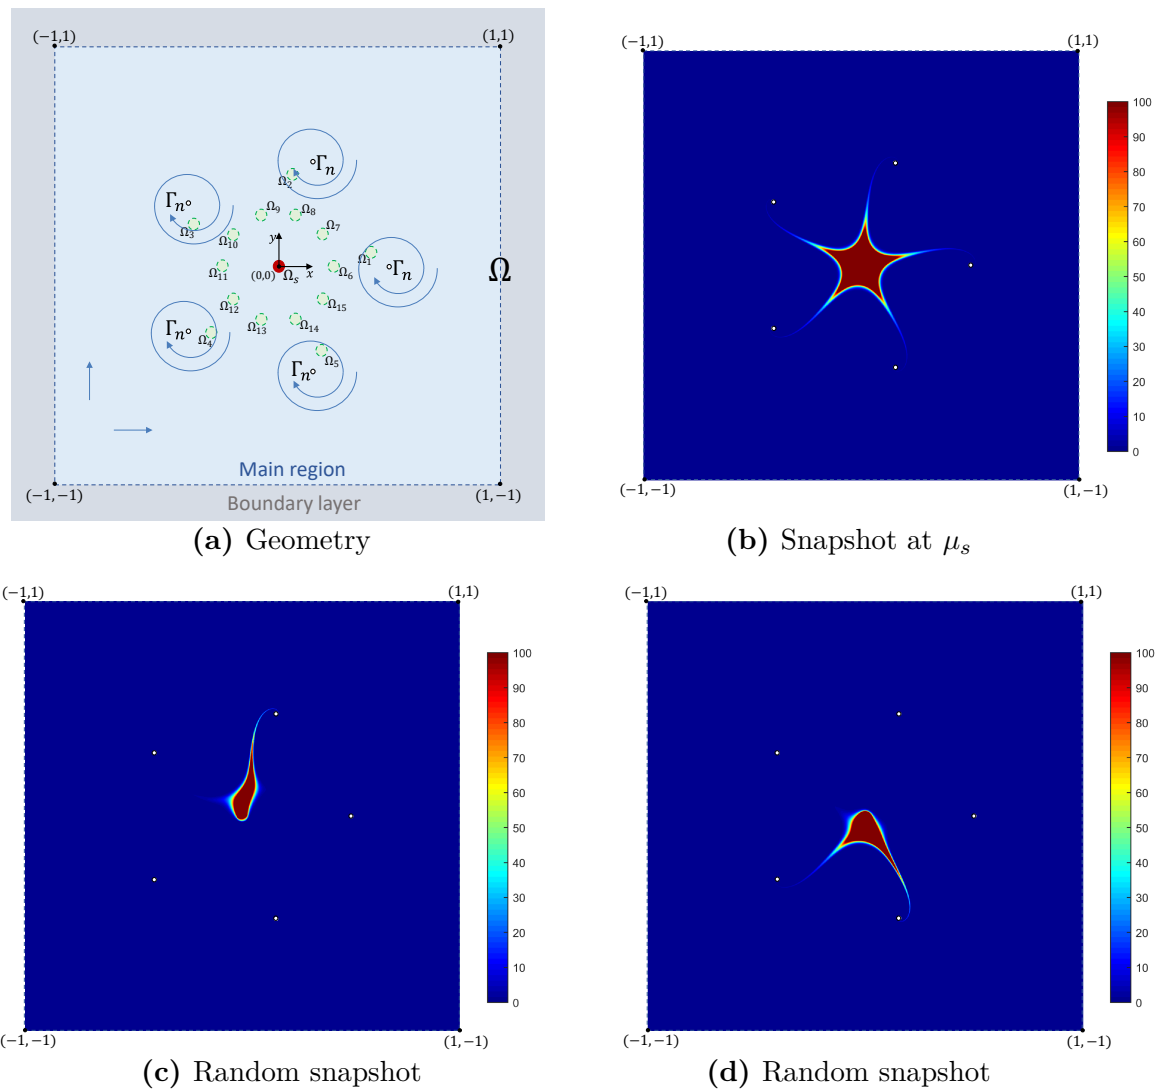 (−1,1)
(1,1)
Γₙ
Ω₂
Γₙ
Ω₃
Ω₉
Ω₈
Ω₁₀
Ω₇
y
Ω₁
Ω₁₁
(0,0)
Ω_s
x
Ω₆
Γₙ
Ω
Ω₁₂
Ω₁₅
Γₙ
Ω₄
Ω₁₃
Ω₁₄
Ω₅
Γₙ
Main region
(−1,−1)
(1,−1)
Boundary layer
(a) Geometry
(−1,1)
(1,1)
100
90
80
70
60
50
40
30
20
10
0
(−1,−1)
(1,−1)
(b) Snapshot at μ_s
(−1,1)
(1,1)
100
90
80
70
60
50
40
30
20
10
0
(−1,−1)
(1,−1)
(c) Random snapshot
(−1,1)
(1,1)
100
90
80
70
60
50
40
30
20
10
0
(−1,−1)
(1,−1)
(d) Random snapshot